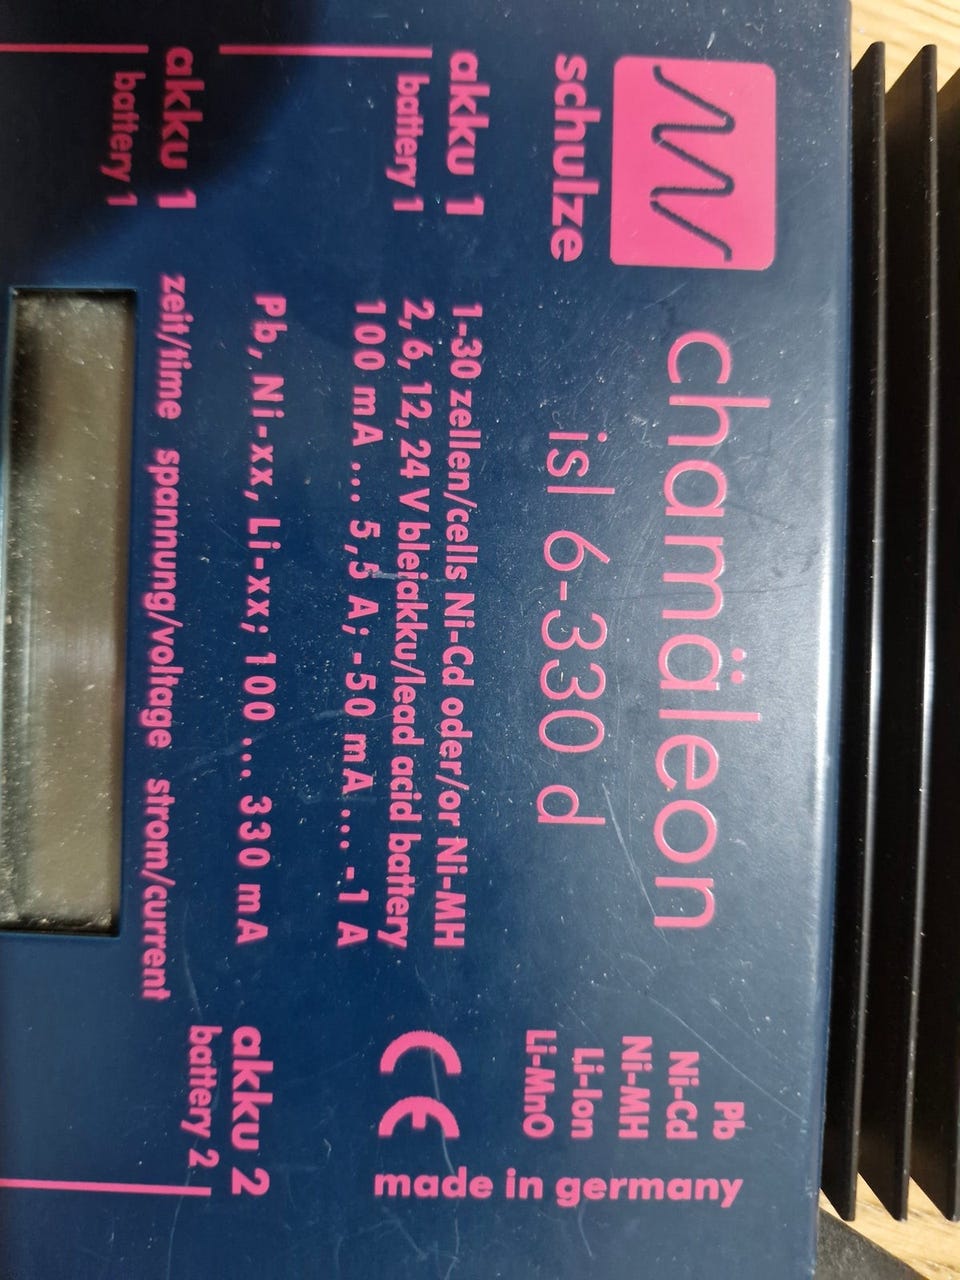 schulze
chamäleon
isl 6-330 d
Pb
Ni-Cd
Ni-MH
Li-Ion
Li-MnO
made in germany
CE
akku 1
battery 1
1-30 zellen/cells Ni-Cd oder/or Ni-MH
2, 6, 12, 24 V bleiakku/lead acid battery
100 mA ... 5,5 A; -50 mA ... -1 A
Pb, Ni-xx, Li-xx; 100 ... 330 mA
akku 2
battery 2
akku 1
battery 1
zeit/time spannung/voltage strom/current